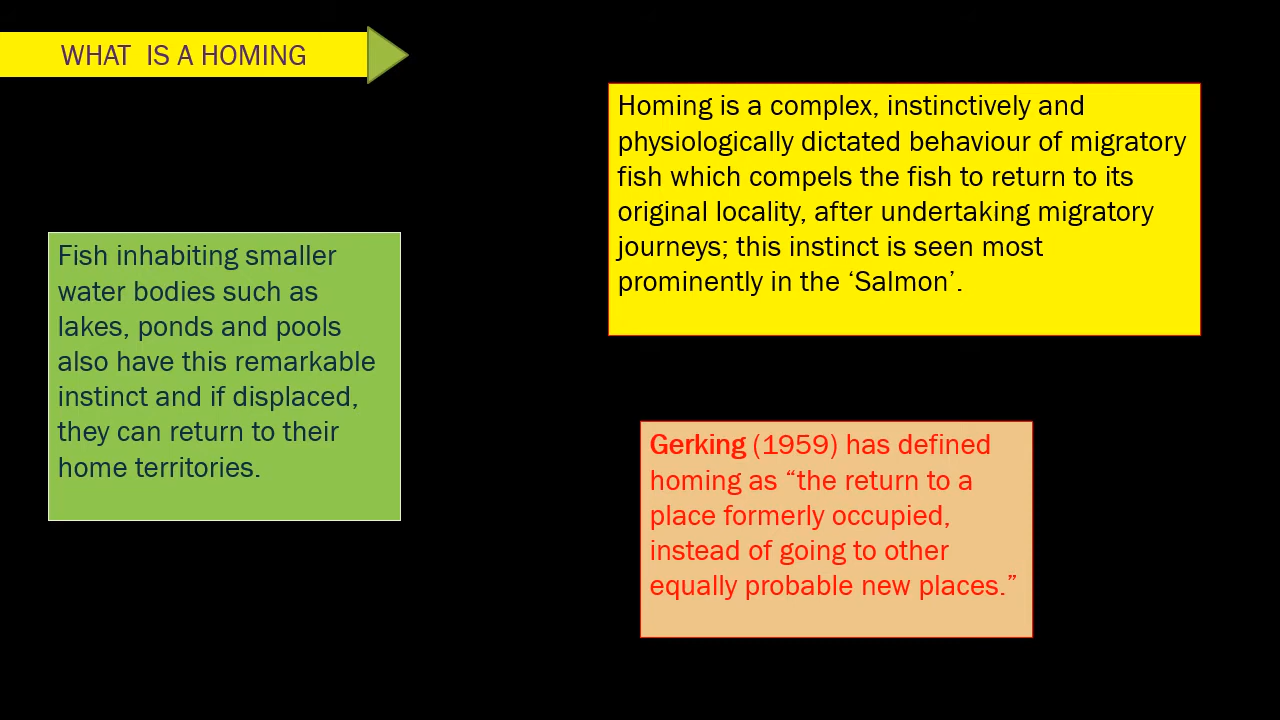 WHAT  IS A HOMING
Homing is a complex, instinctively and
physiologically dictated behaviour of migratory
fish which compels the fish to return to its
original locality, after undertaking migratory
journeys; this instinct is seen most
prominently in the ‘Salmon’.
Fish inhabiting smaller
water bodies such as
lakes, ponds and pools
also have this remarkable
instinct and if displaced,
they can return to their
home territories.
Gerking (1959) has defined
homing as “the return to a
place formerly occupied,
instead of going to other
equally probable new places.”